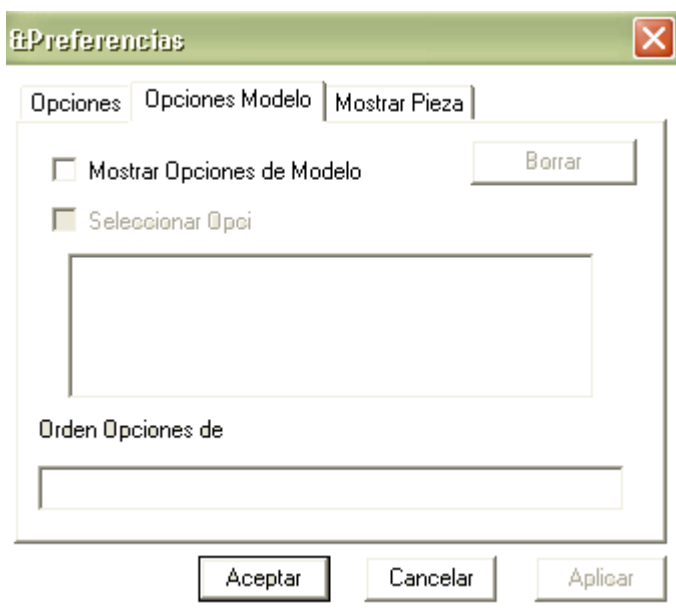 &Preferencias
Opciones Opciones Modelo Mostrar Pieza
Mostrar Opciones de Modelo Borrar
Seleccionar Opci
Orden Opciones de
Aceptar Cancelar Aplicar